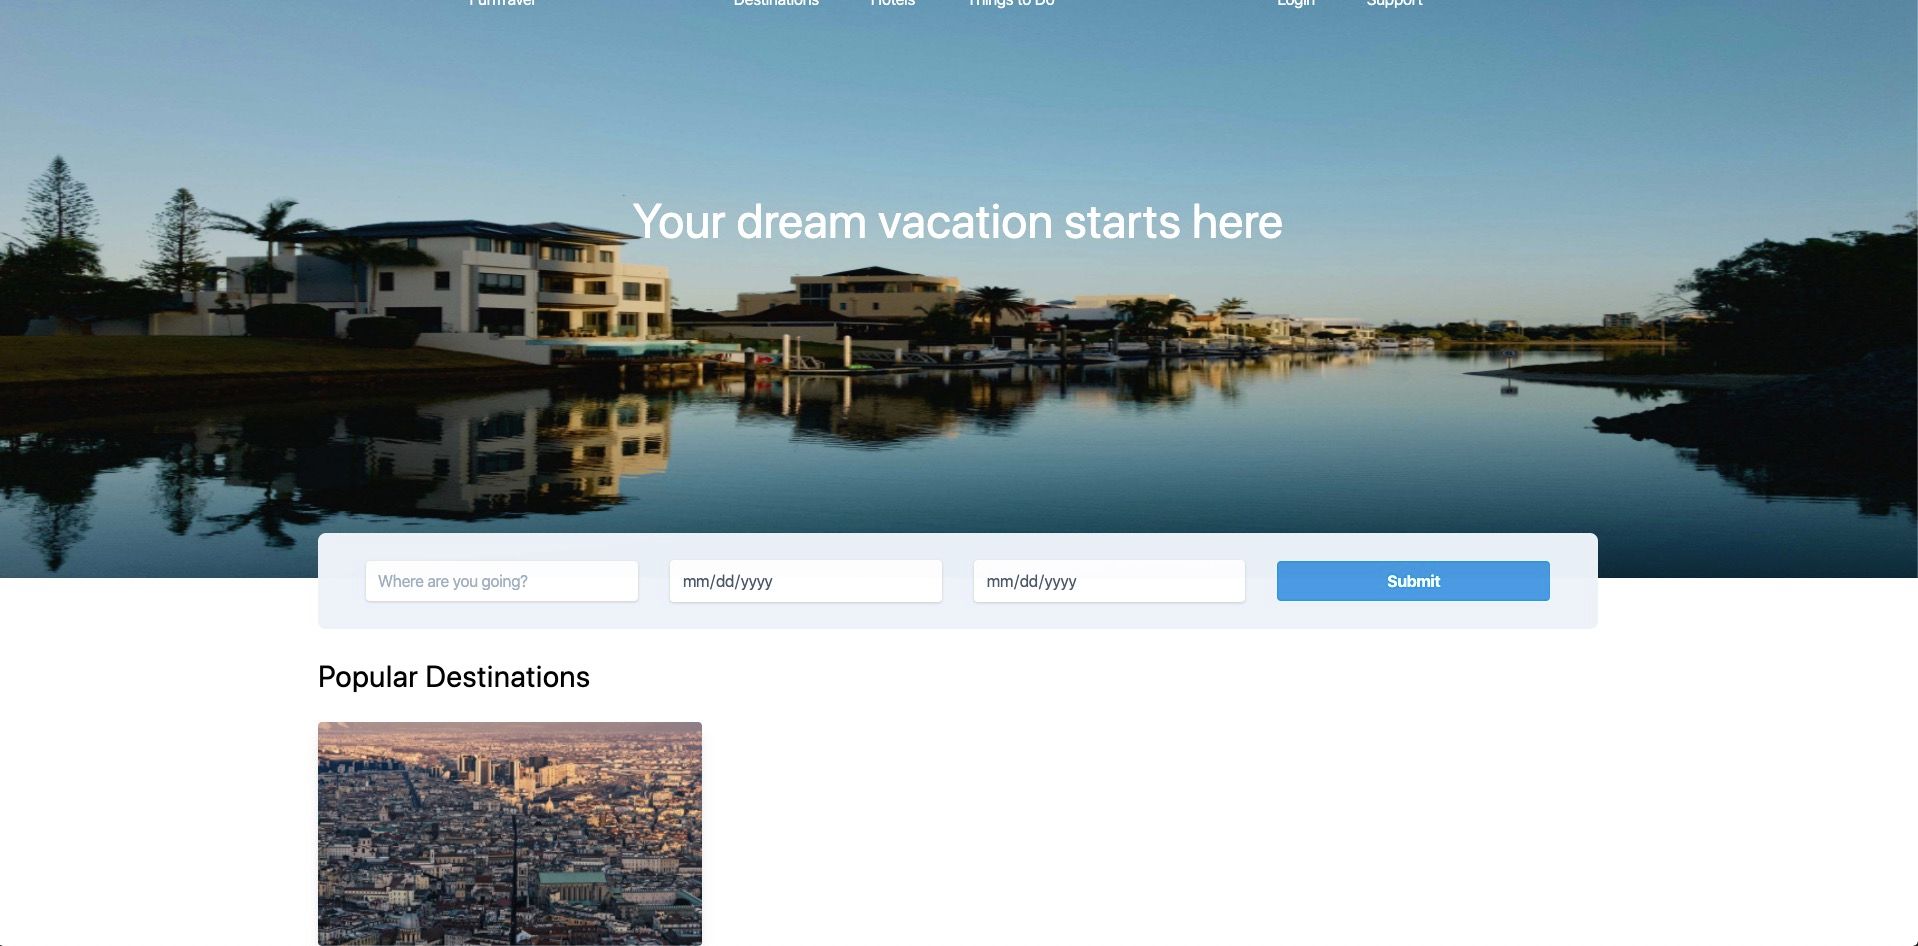 FunTravel Destinations Hotels Things to Do Login Support
Your dream vacation starts here
Where are you going? mm/dd/yyyy mm/dd/yyyy Submit
Popular Destinations